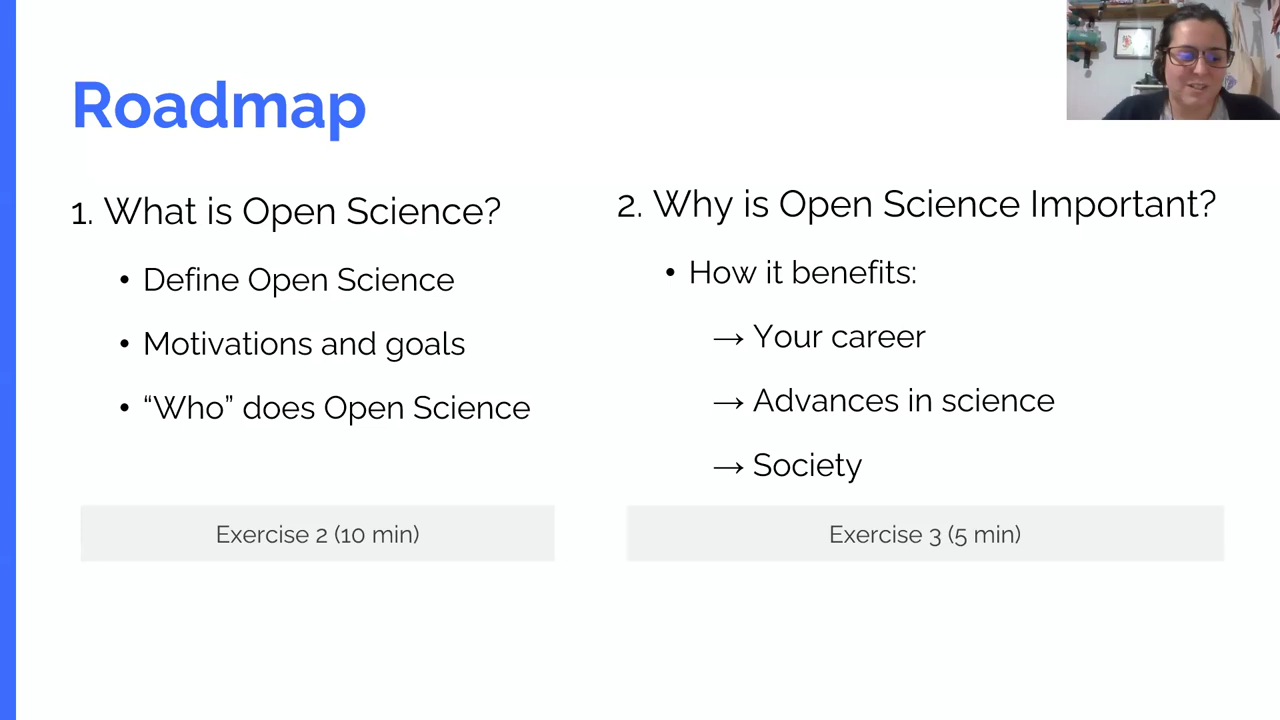 Roadmap
1. What is Open Science?
• Define Open Science
• Motivations and goals
• “Who” does Open Science
Exercise 2 (10 min)
2. Why is Open Science Important?
• How it benefits:
→ Your career
→ Advances in science
→ Society
Exercise 3 (5 min)